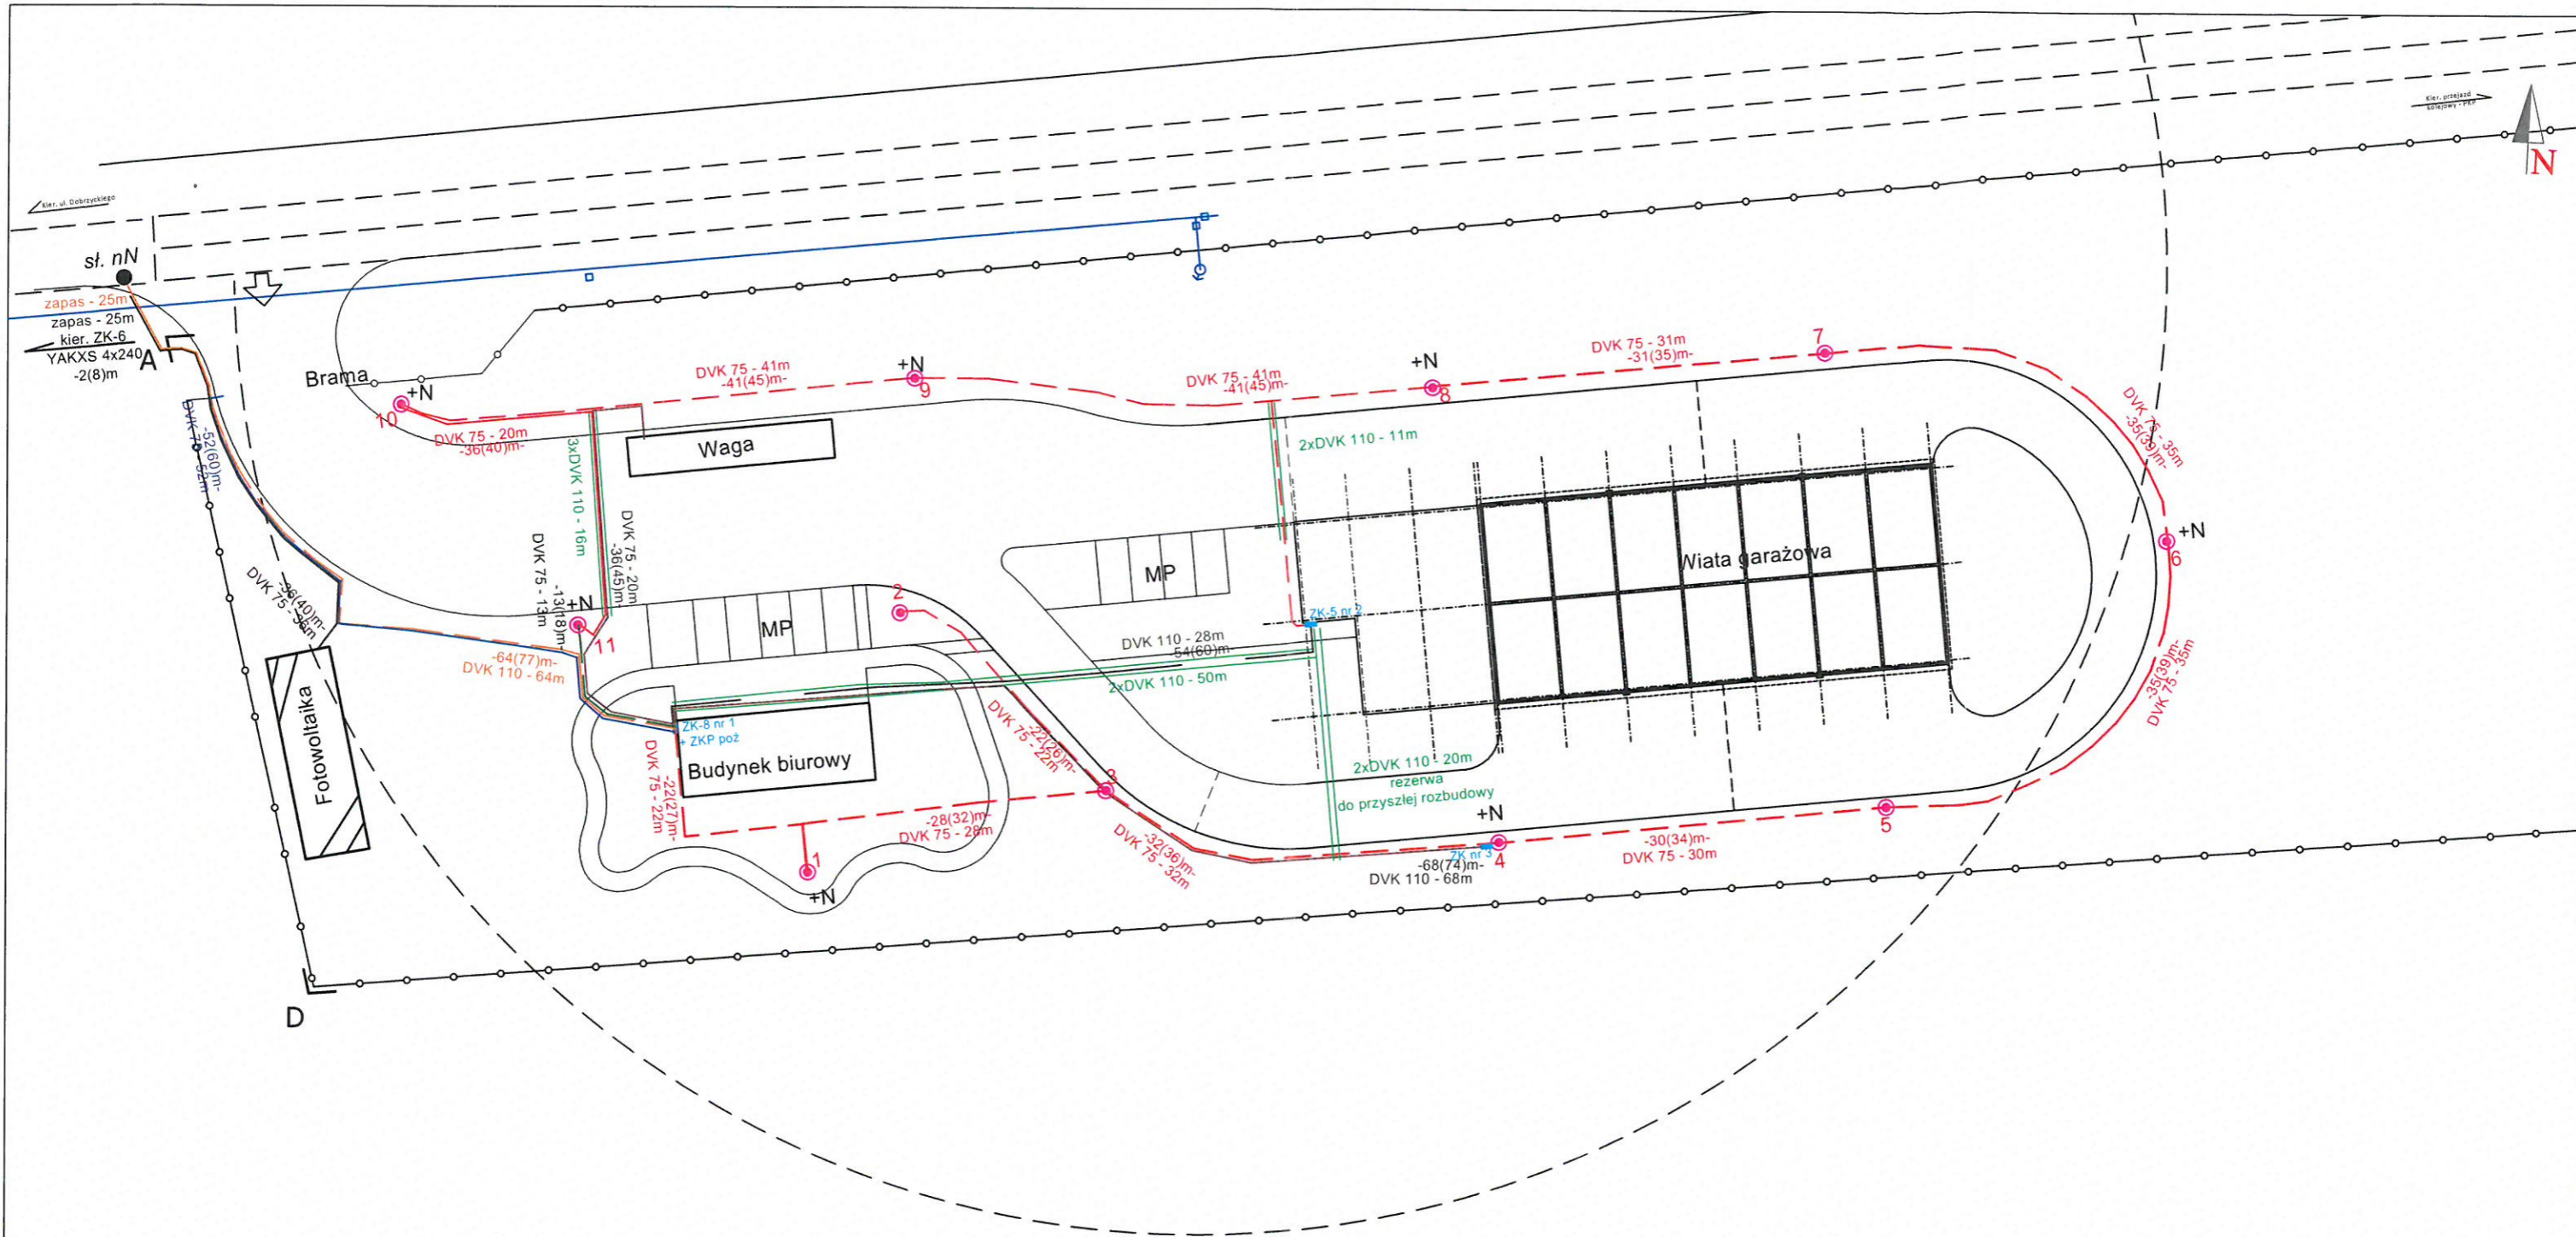 Kier. przejazd
kolejowy - PKP
N
Kier. ul. Dobrzyckiego
sł. nN
zapas - 25m
zapas - 25m
kier. ZK-6
YAKXS 4x240
-2(8)m
A
Brama
+N
10
DVK 75 - 20m
-36(40)m-
DVK 75 - 41m
-41(45)m-
+N
9
DVK 75 - 41m
-41(45)m-
+N
8
DVK 75 - 31m
-31(35)m-
7
DVK 75 - 35m
-35(39)m-
+N
6
-35(39)m-
DVK 75 - 35m
-52(60)m-
DVK 75 - 52m
3xDVK 110 - 16m
Waga
2xDVK 110 - 11m
DVK 75 - 20m
-36(45)m-
-13(18)m-
DVK 75 - 13m
+N
11
-36(40)m-
DVK 75 - 36m
-64(77)m-
DVK 110 - 64m
MP
2
MP
Wiata garażowa
ZK-5 nr 2
DVK 110 - 28m
-54(60)m-
2xDVK 110 - 50m
ZK-8 nr 1
+ ZKP poż
Budynek biurowy
Fotowoltaika
-22(27)m-
DVK 75 - 22m
-22(26)m-
DVK 75 - 22m
3
-28(32)m-
DVK 75 - 28m
1
+N
-32(36)m-
DVK 75 - 32m
2xDVK 110 - 20m
rezerwa
do przyszłej rozbudowy
+N
ZK nr 3
4
-68(74)m-
DVK 110 - 68m
-30(34)m-
DVK 75 - 30m
5
D